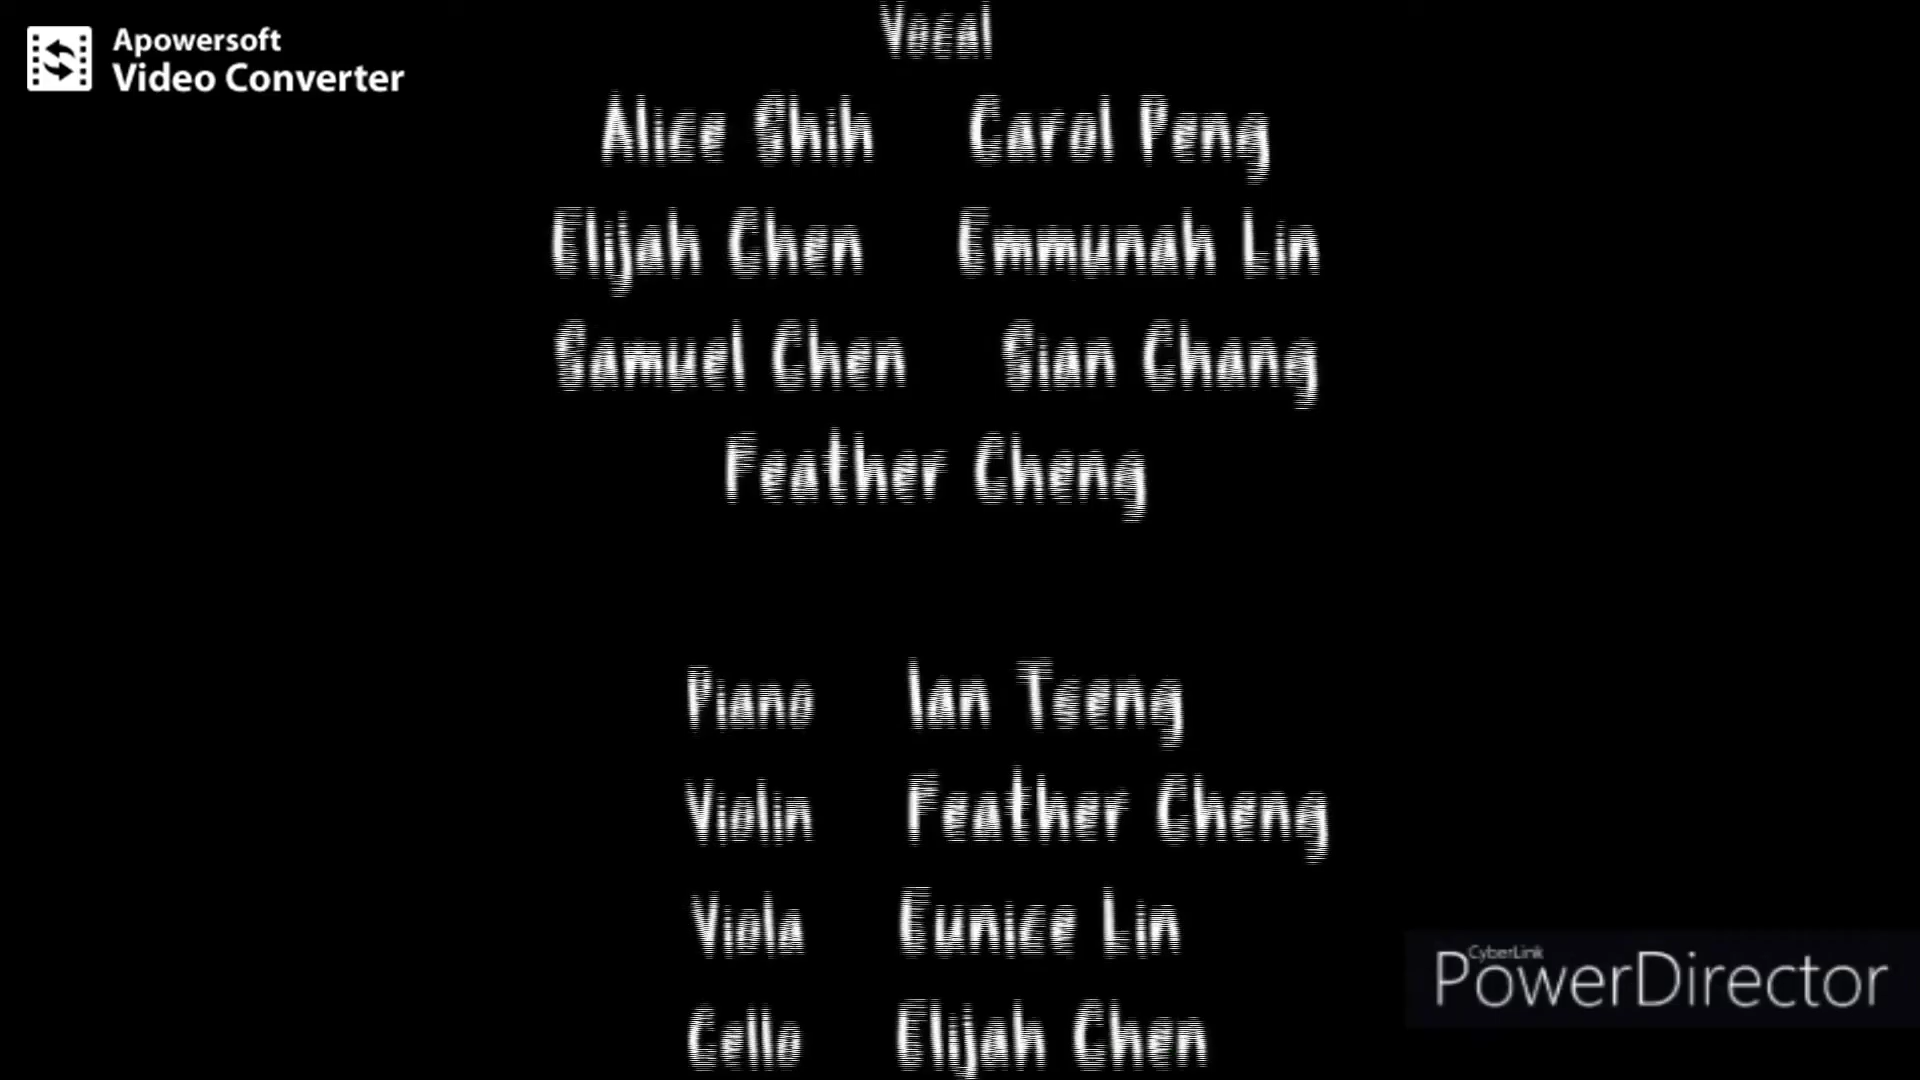 Apowersoft
Video Converter
Vocal
Alice Shih Carol Peng
Elijah Chen Emmunah Lin
Samuel Chen Sian Chang
Feather Cheng
Piano Ian Tseng
Violin Feather Cheng
Viola Eunice Lin
Cello Elijah Chen
CyberLink
PowerDirector